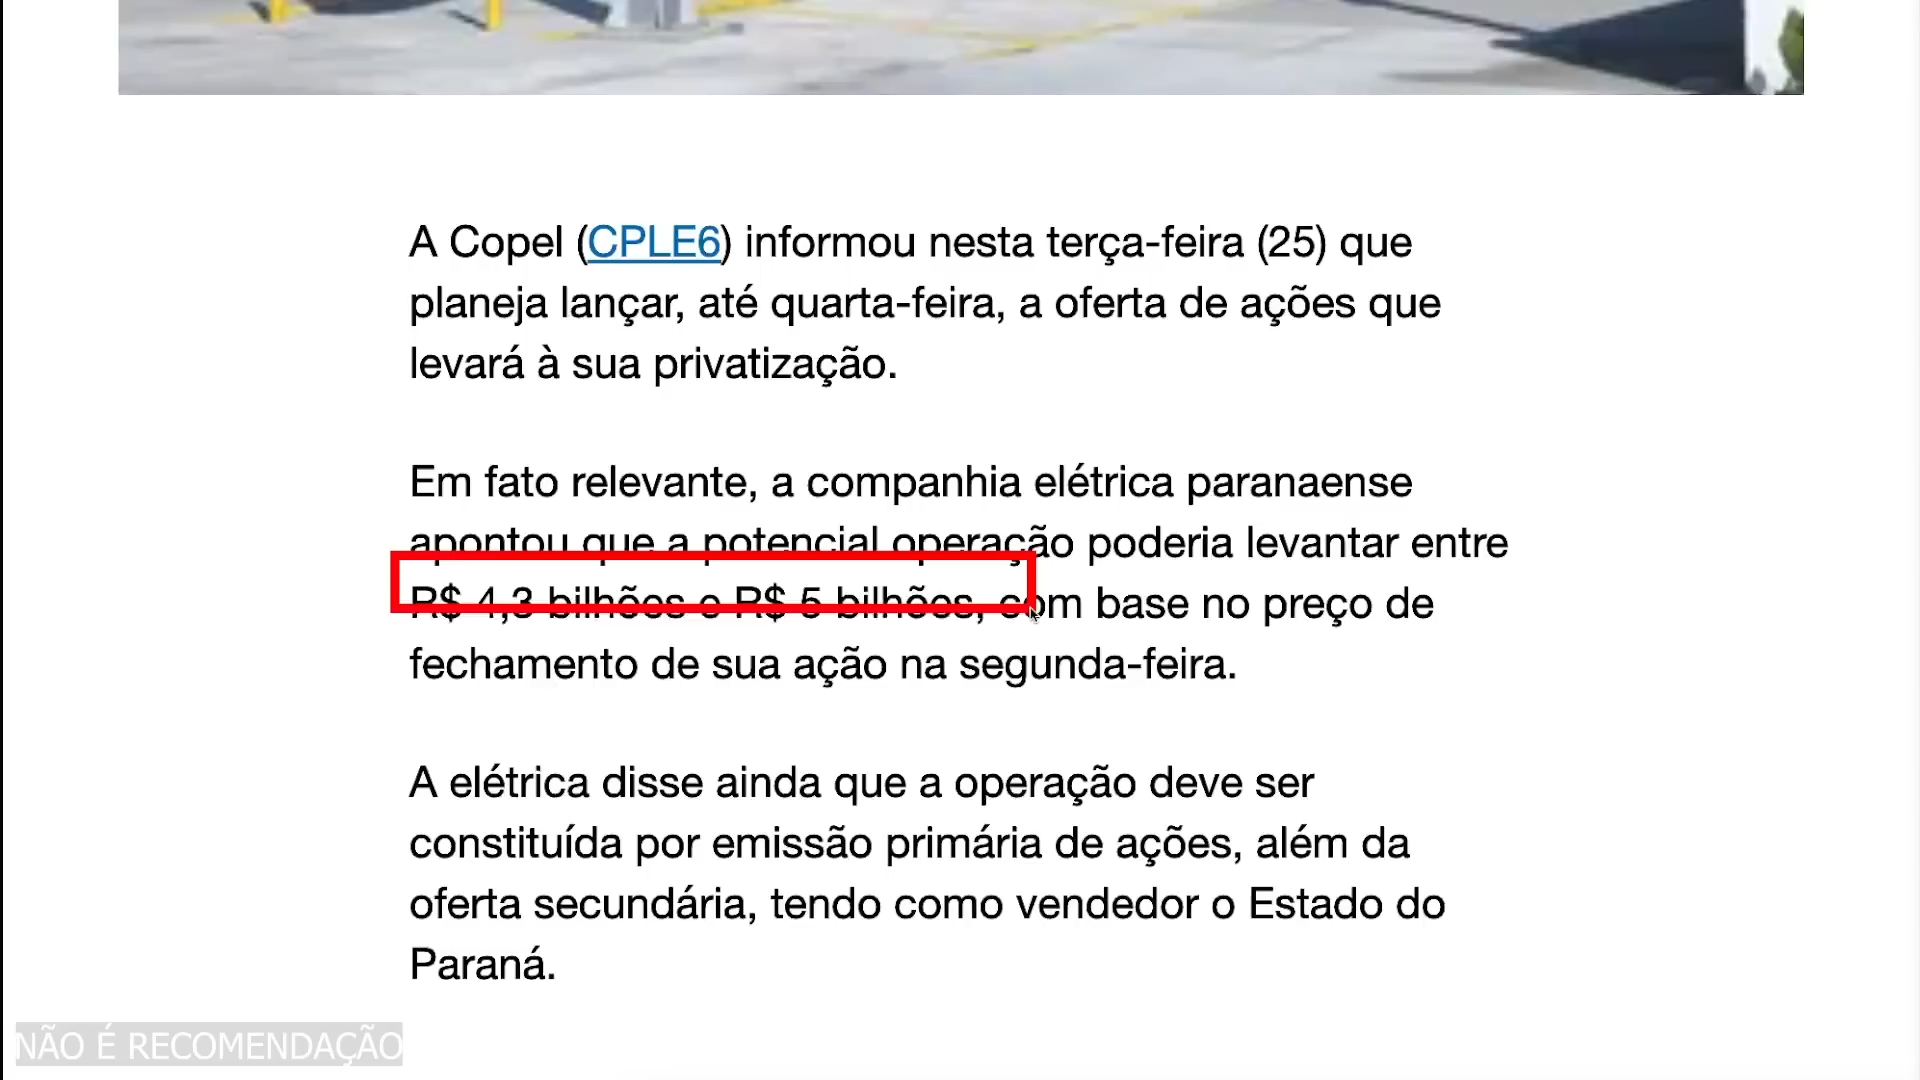 A Copel (CPLE6) informou nesta terça-feira (25) que
planeja lançar, até quarta-feira, a oferta de ações que
levará à sua privatização.
Em fato relevante, a companhia elétrica paranaense
apontou que a potencial operação poderia levantar entre
R$ 4,3 bilhões e R$ 5 bilhões, com base no preço de
fechamento de sua ação na segunda-feira.
A elétrica disse ainda que a operação deve ser
constituída por emissão primária de ações, além da
oferta secundária, tendo como vendedor o Estado do
Paraná.
NÃO É RECOMENDAÇÃO